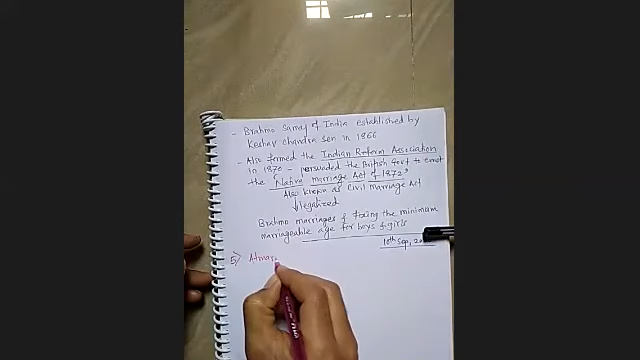 - Brahmo Samaj of India established by
Keshav Chandra Sen in 1866
- Also formed the Indian Reform Association
in 1870 - persuaded the British Govt to enact
the "Native Marriage Act of 1872"
Also known as Civil Marriage Act
↓ legalized
Brahmo marriages & fixing the minimum
marriageable age for boys & girls
10th Sep, 20
5> Atmar